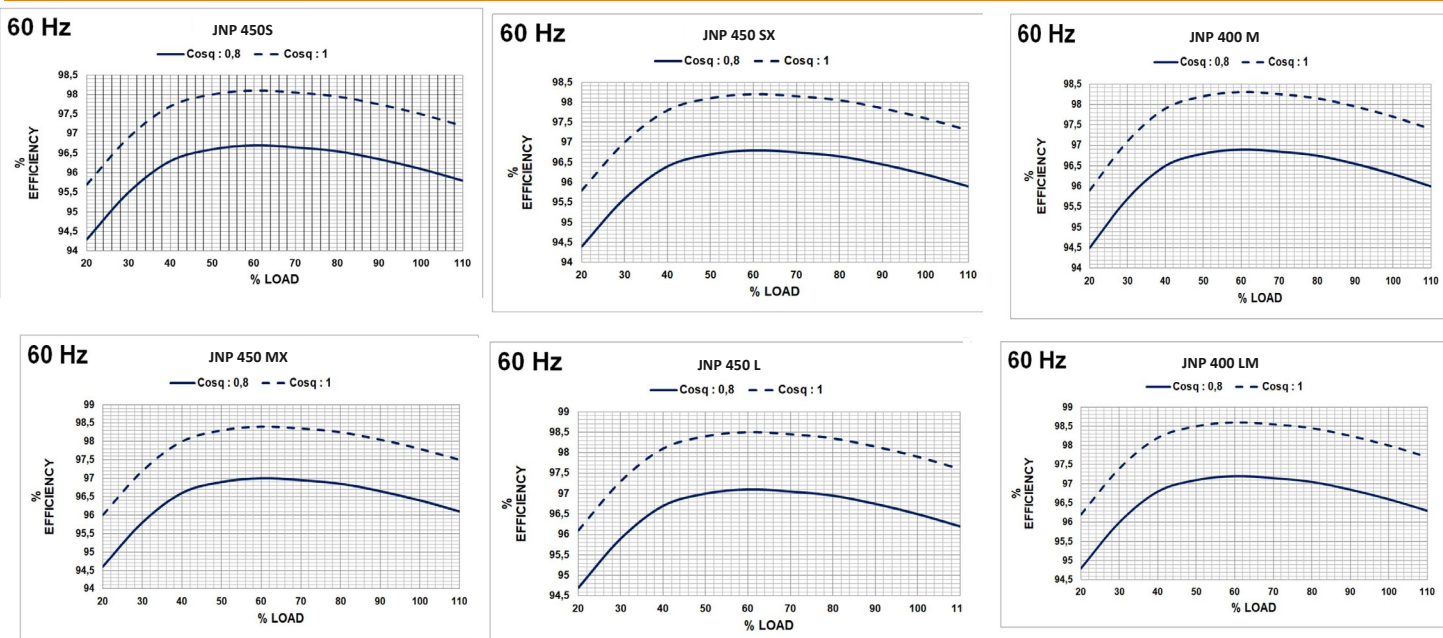 60 Hz
JNP 450S
Cosq : 0,8 Cosq : 1
98,5
98
97,5
97
96,5
96
95,5
95
94,5
94
% EFFICIENCY
20 30 40 50 60 70 80 90 100 110
% LOAD
60 Hz
JNP 450 SX
Cosq : 0,8 Cosq : 1
98,5
98
97,5
97
96,5
96
95,5
95
94,5
94
% EFFICIENCY
20 30 40 50 60 70 80 90 100 110
% LOAD
60 Hz
JNP 400 M
Cosq : 0,8 Cosq : 1
98,5
98
97,5
97
96,5
96
95,5
95
94,5
94
% EFFICIENCY
20 30 40 50 60 70 80 90 100 110
% LOAD
60 Hz
JNP 450 MX
Cosq : 0,8 Cosq : 1
99
98,5
98
97,5
97
96,5
96
95,5
95
94,5
94
% EFFICIENCY
20 30 40 50 60 70 80 90 100 110
% LOAD
60 Hz
JNP 450 L
Cosq : 0,8 Cosq : 1
99
98,5
98
97,5
97
96,5
96
95,5
95
94,5
% EFFICIENCY
20 30 40 50 60 70 80 90 100 11
% LOAD
60 Hz
JNP 400 LM
Cosq : 0,8 Cosq : 1
99
98,5
98
97,5
97
96,5
96
95,5
95
94,5
% EFFICIENCY
20 30 40 50 60 70 80 90 100 110
% LOAD